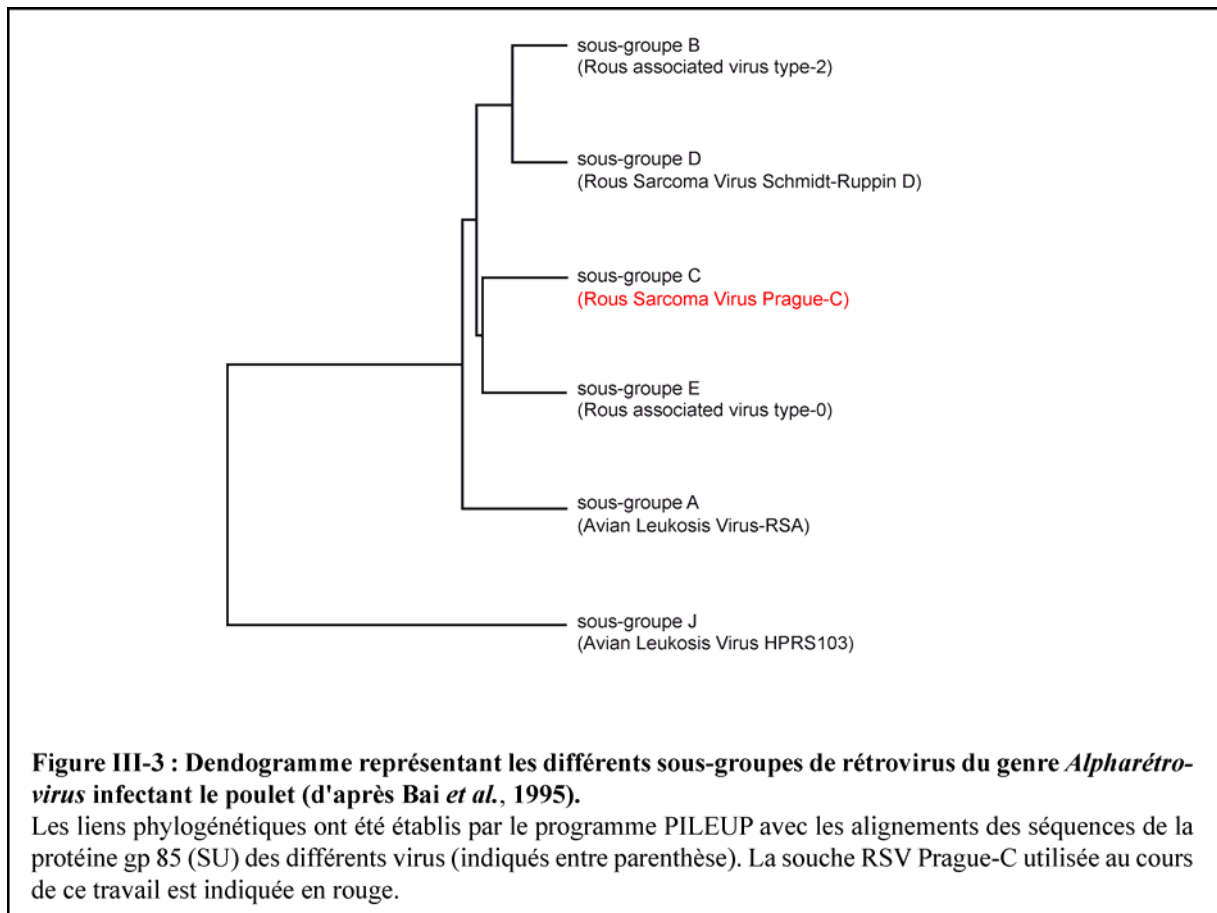 sous-groupe B
(Rous associated virus type-2)
sous-groupe D
(Rous Sarcoma Virus Schmidt-Ruppin D)
sous-groupe C
(Rous Sarcoma Virus Prague-C)
sous-groupe E
(Rous associated virus type-0)
sous-groupe A
(Avian Leukosis Virus-RSA)
sous-groupe J
(Avian Leukosis Virus HPRS103)
Figure III-3 : Dendogramme représentant les différents sous-groupes de rétrovirus du genre Alpharétro-
virus infectant le poulet (d'après Bai et al., 1995).
Les liens phylogénétiques ont été établis par le programme PILEUP avec les alignements des séquences de la
protéine gp 85 (SU) des différents virus (indiqués entre parenthèse). La souche RSV Prague-C utilisée au cours
de ce travail est indiquée en rouge.